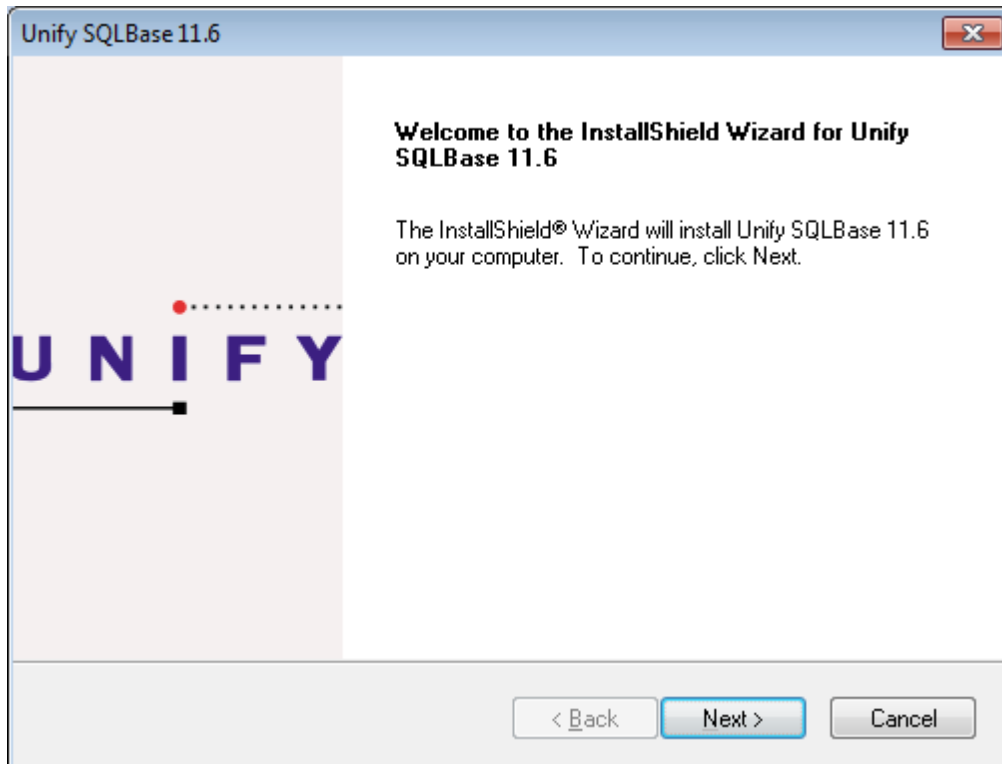 Unify SQLBase 11.6
Welcome to the InstallShield Wizard for Unify
SQLBase 11.6
The InstallShield® Wizard will install Unify SQLBase 11.6
on your computer.  To continue, click Next.
UNIFY
< Back
Next >
Cancel